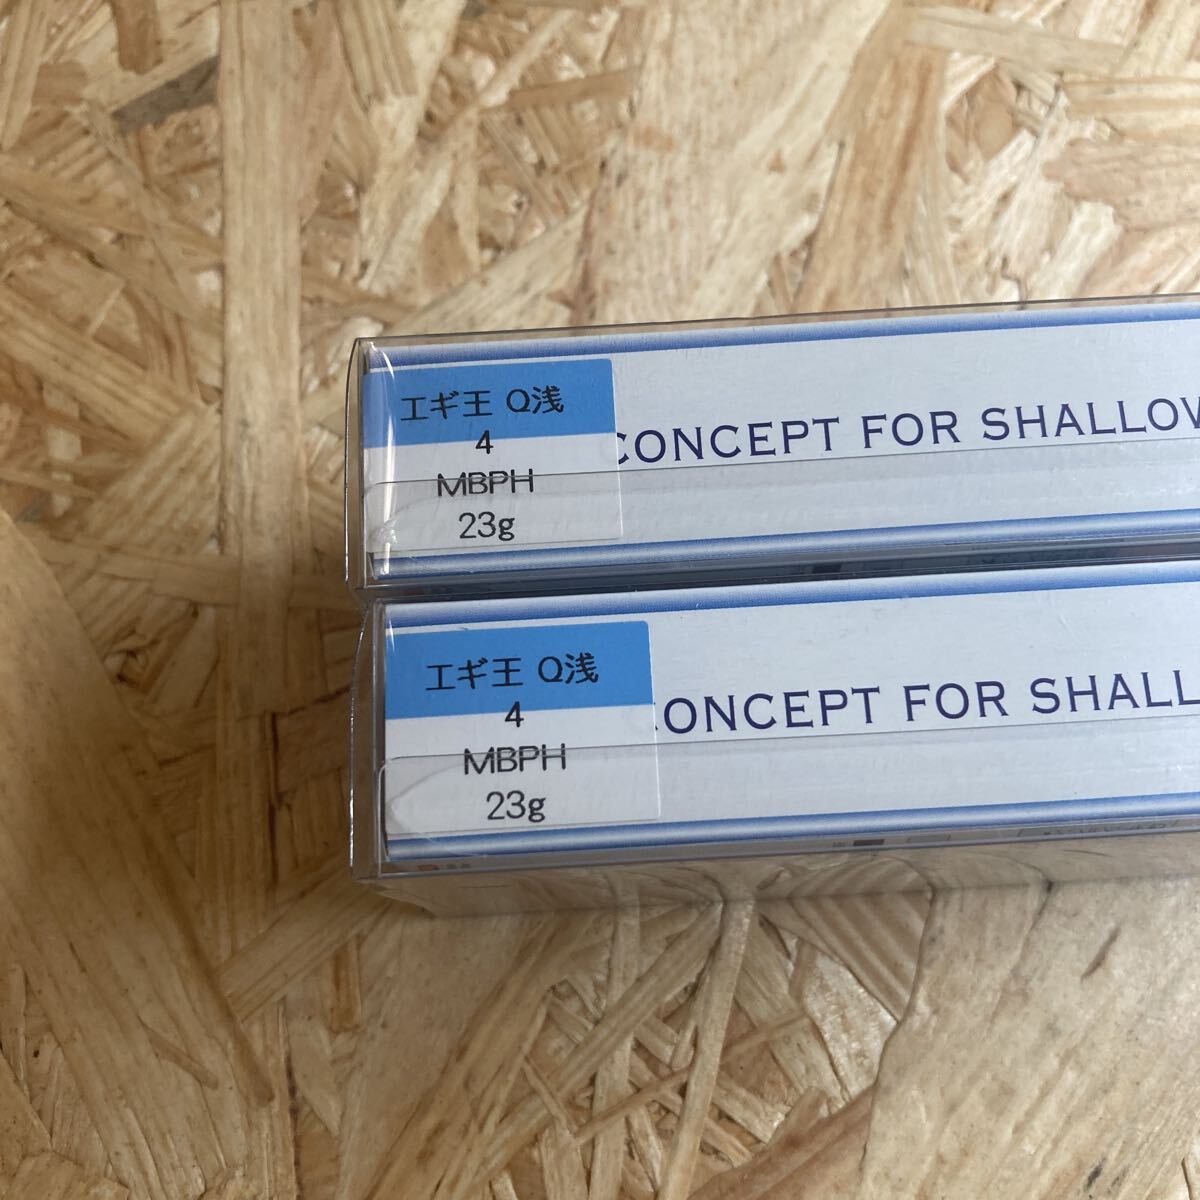 エギ王 Q浅
4
MBPH
23g
CONCEPT FOR SHALLOW
エギ王 Q浅
4
MBPH
23g
CONCEPT FOR SHALL